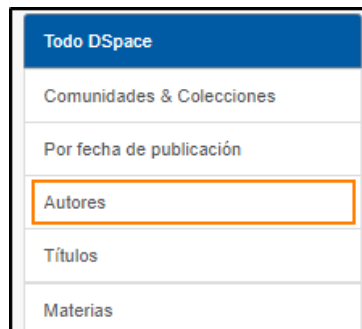 Todo DSpace
Comunidades & Colecciones
Por fecha de publicación
Autores
Títulos
Materias